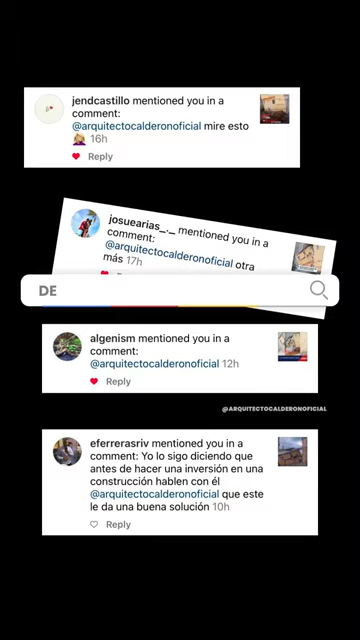 jendcastillo mentioned you in a
comment:
@arquitectocalderonoficial mire esto
🤦🏼‍♀️ 16h
Reply
josuearias_._ mentioned you in a
comment:
@arquitectocalderonoficial otra
más 17h
DE
algenism mentioned you in a
comment:
@arquitectocalderonoficial 12h
Reply
@ARQUITECTOCALDERONOFICIAL
eferrerasriv mentioned you in a
comment: Yo lo sigo diciendo que
antes de hacer una inversión en una
construcción hablen con él
@arquitectocalderonoficial que este
le da una buena solución 10h
Reply